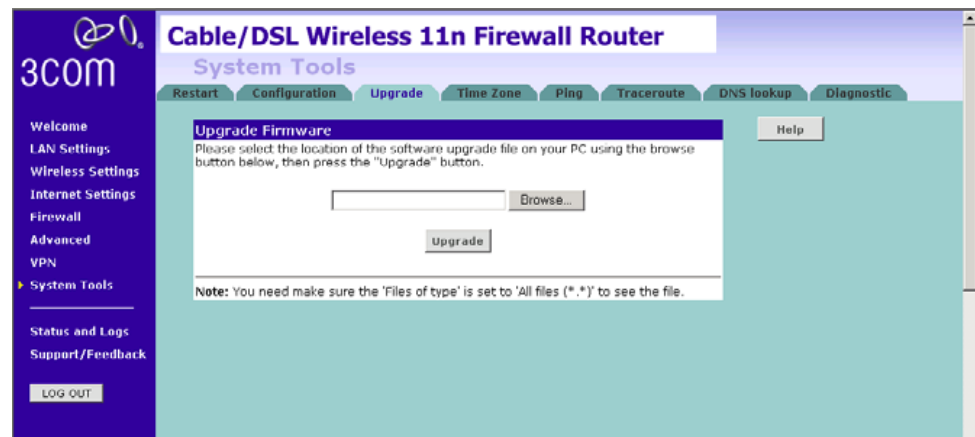 3COM
Cable/DSL Wireless 11n Firewall Router
System Tools
Restart Configuration Upgrade Time Zone Ping Traceroute DNS lookup Diagnostic
Welcome
LAN Settings
Wireless Settings
Internet Settings
Firewall
Advanced
VPN
System Tools
Status and Logs
Support/Feedback
LOG OUT
Upgrade Firmware
Please select the location of the software upgrade file on your PC using the browse
button below, then press the "Upgrade" button.
Browse...
Upgrade
Note: You need make sure the 'Files of type' is set to 'All files (*.*)' to see the file.
Help